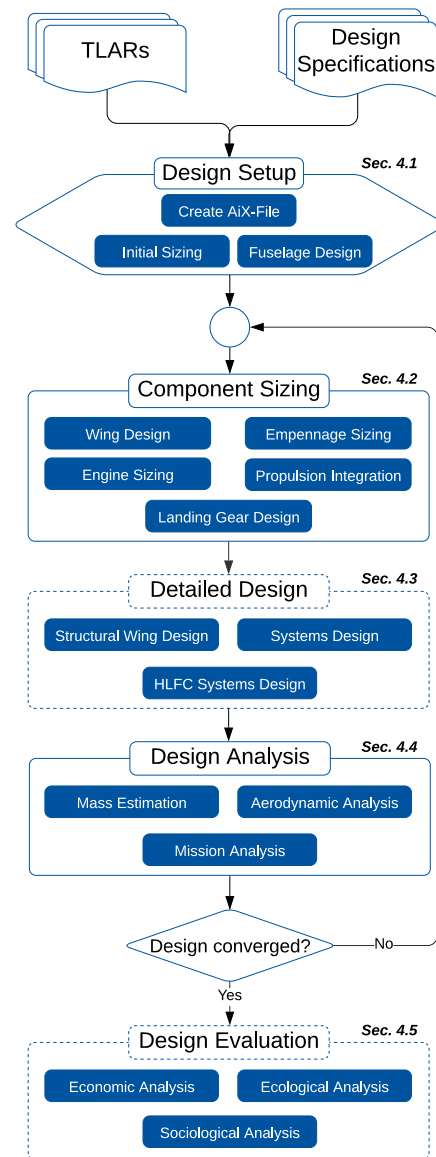 TLARs
Design
Specifications
Sec. 4.1
Design Setup
Create AiX-File
Initial Sizing
Fuselage Design
Sec. 4.2
Component Sizing
Wing Design
Empennage Sizing
Engine Sizing
Propulsion Integration
Landing Gear Design
Sec. 4.3
Detailed Design
Structural Wing Design
Systems Design
HLFC Systems Design
Sec. 4.4
Design Analysis
Mass Estimation
Aerodynamic Analysis
Mission Analysis
Design converged?
No
Yes
Sec. 4.5
Design Evaluation
Economic Analysis
Ecological Analysis
Sociological Analysis